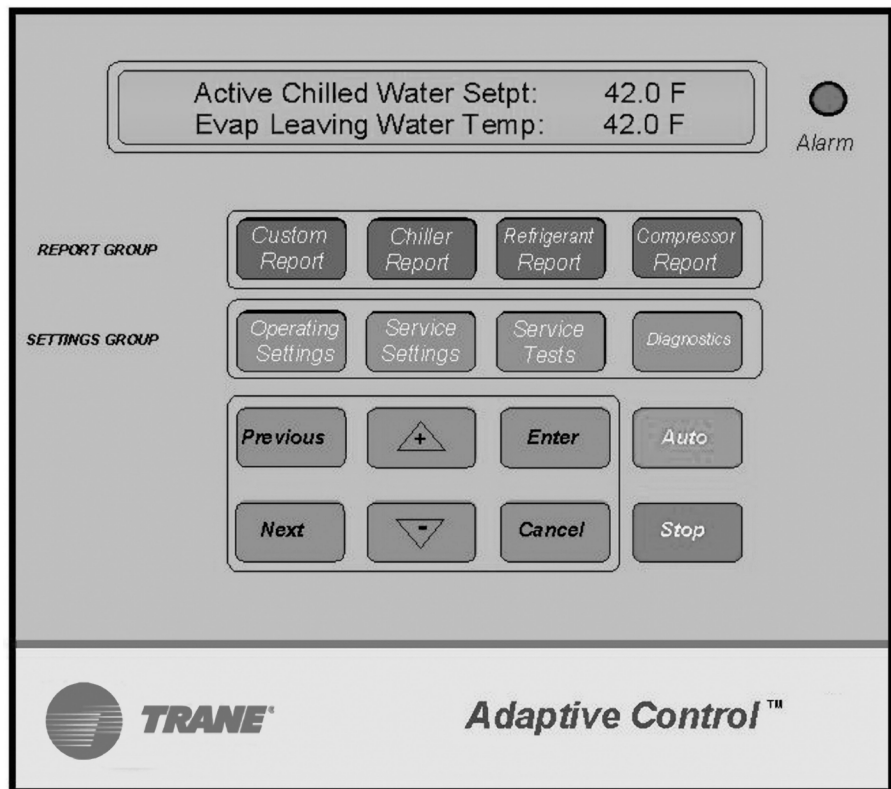 Active Chilled Water Setpt: 42.0 F
Evap Leaving Water Temp: 42.0 F
Alarm
REPORT GROUP
Custom Report
Chiller Report
Refrigerant Report
Compressor Report
SETTINGS GROUP
Operating Settings
Service Settings
Service Tests
Diagnostics
Previous
+
Enter
Auto
Next
-
Cancel
Stop
TRANE®
Adaptive Control™